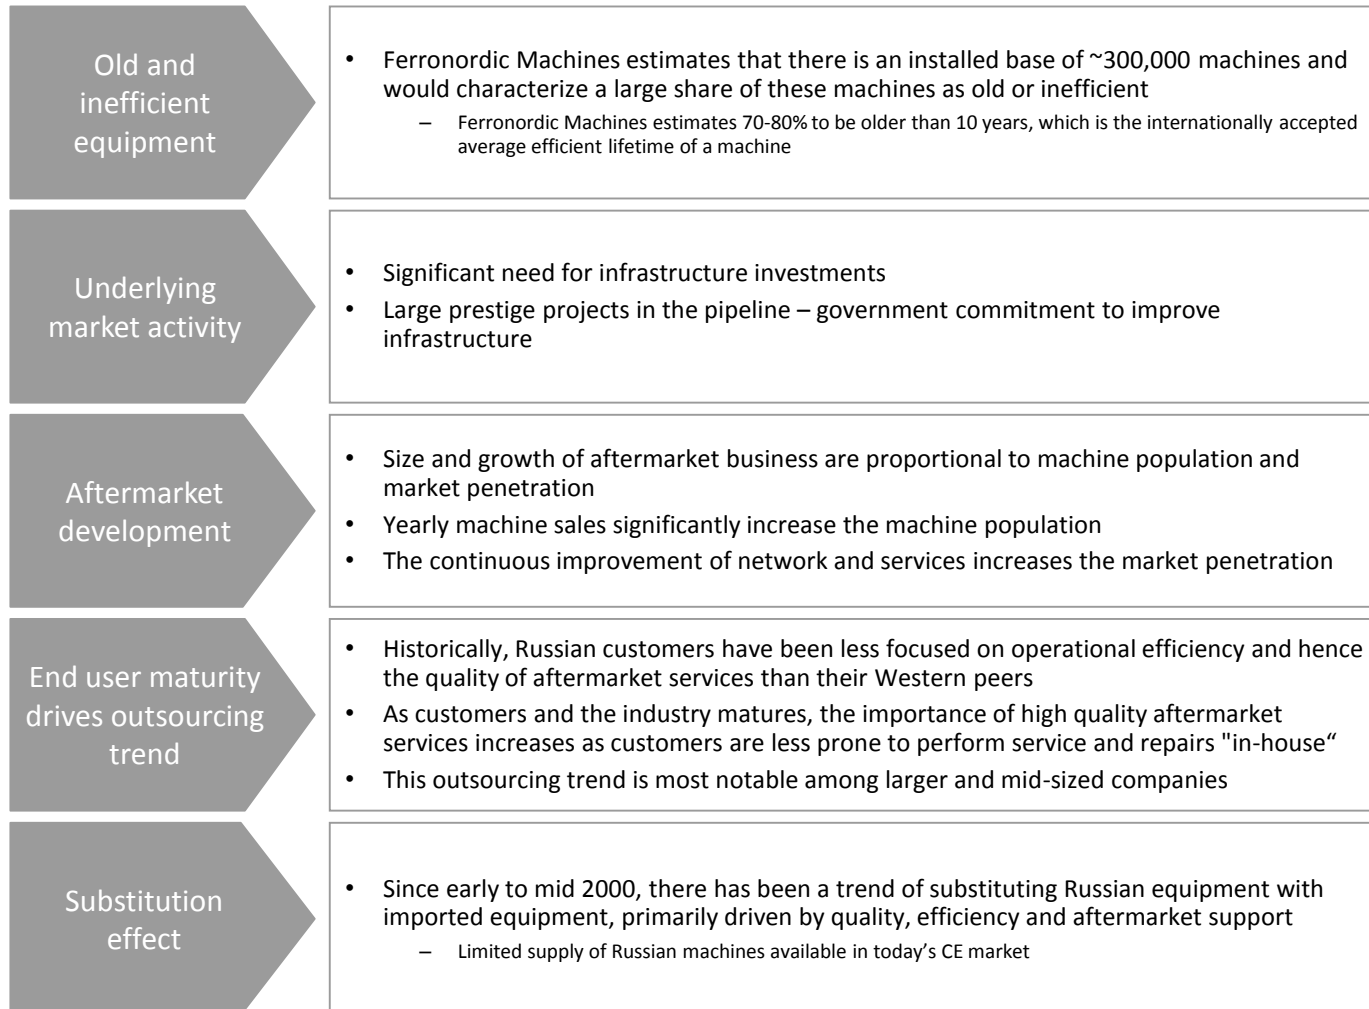 Old and
inefficient
equipment
• Ferronordic Machines estimates that there is an installed base of ~300,000 machines and
would characterize a large share of these machines as old or inefficient
– Ferronordic Machines estimates 70-80% to be older than 10 years, which is the internationally accepted
average efficient lifetime of a machine
Underlying
market activity
• Significant need for infrastructure investments
• Large prestige projects in the pipeline – government commitment to improve
infrastructure
Aftermarket
development
• Size and growth of aftermarket business are proportional to machine population and
market penetration
• Yearly machine sales significantly increase the machine population
• The continuous improvement of network and services increases the market penetration
End user maturity
drives outsourcing
trend
• Historically, Russian customers have been less focused on operational efficiency and hence
the quality of aftermarket services than their Western peers
• As customers and the industry matures, the importance of high quality aftermarket
services increases as customers are less prone to perform service and repairs "in-house“
• This outsourcing trend is most notable among larger and mid-sized companies
Substitution
effect
• Since early to mid 2000, there has been a trend of substituting Russian equipment with
imported equipment, primarily driven by quality, efficiency and aftermarket support
– Limited supply of Russian machines available in today’s CE market